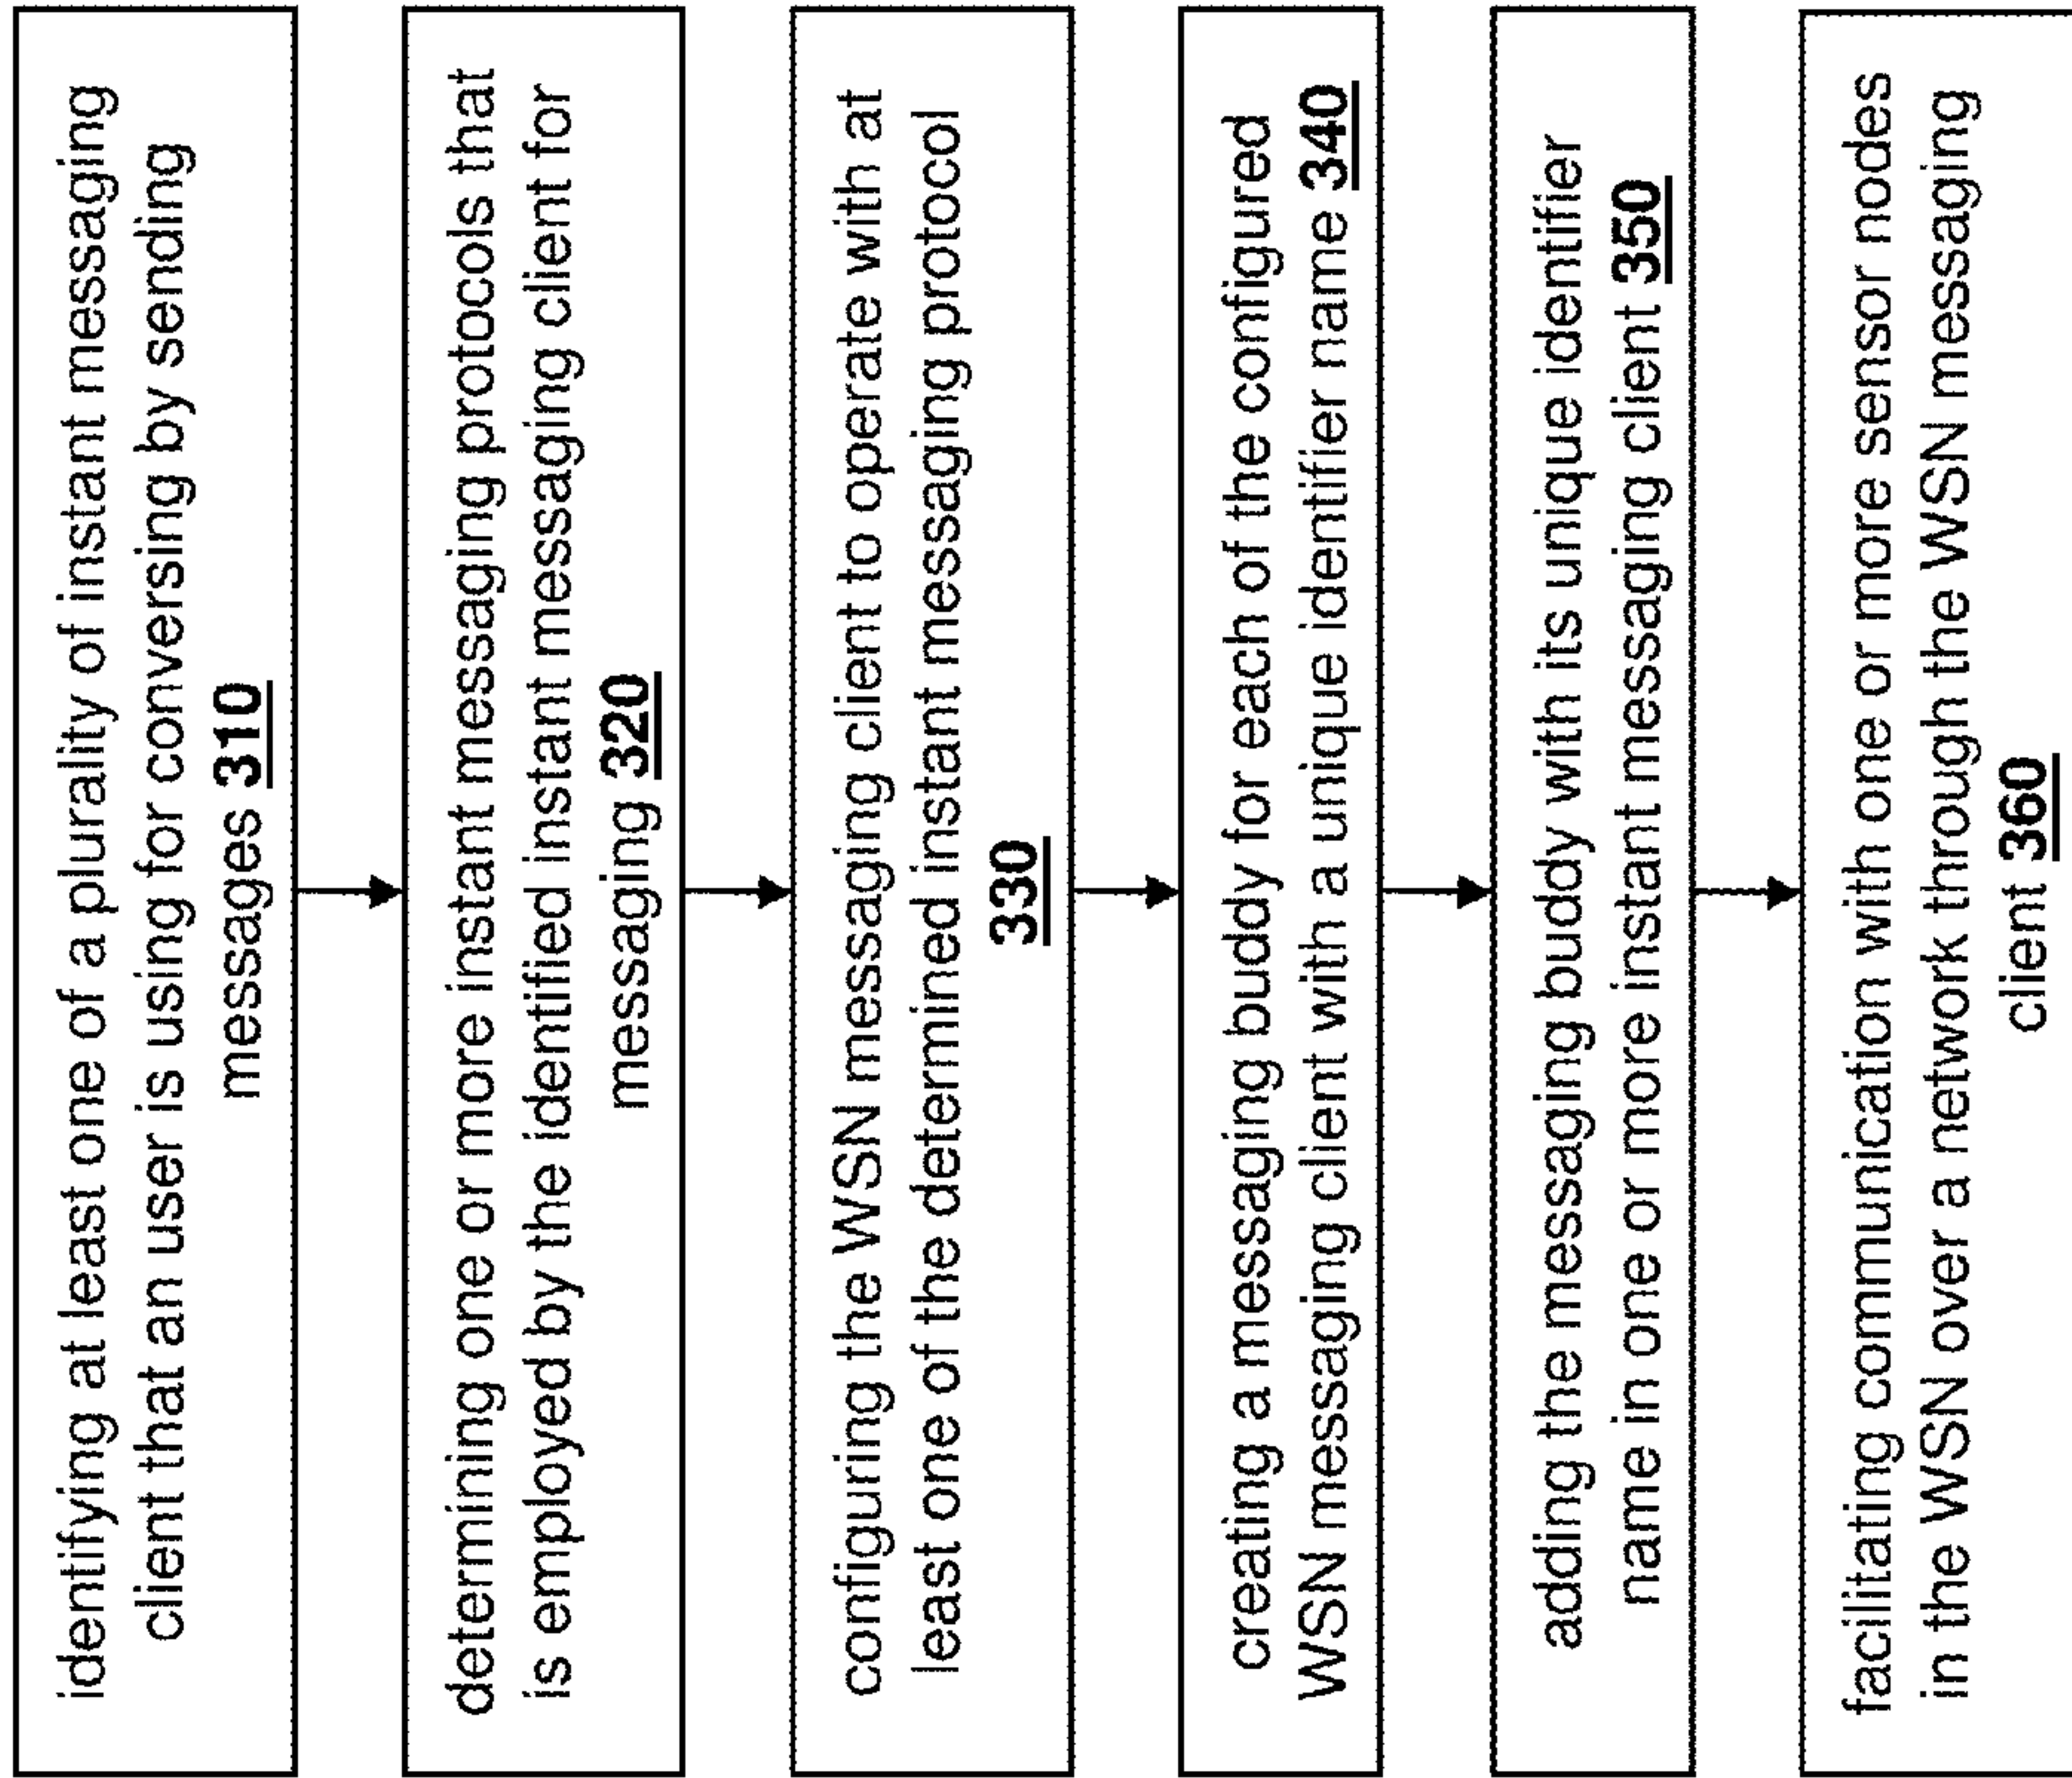 identifying at least one of a plurality of instant messaging
client that an user is using for conversing by sending
messages 310
determining one or more instant messaging protocols that
is employed by the identified instant messaging client for
messaging 320
configuring the WSN messaging client to operate with at
least one of the determined instant messaging protocol
330
creating a messaging buddy for each of the configured
WSN messaging client with a unique identifier name 340
adding the messaging buddy with its unique identifier
name in one or more instant messaging client 350
facilitating communication with one or more sensor nodes
in the WSN over a network through the WSN messaging
client 360